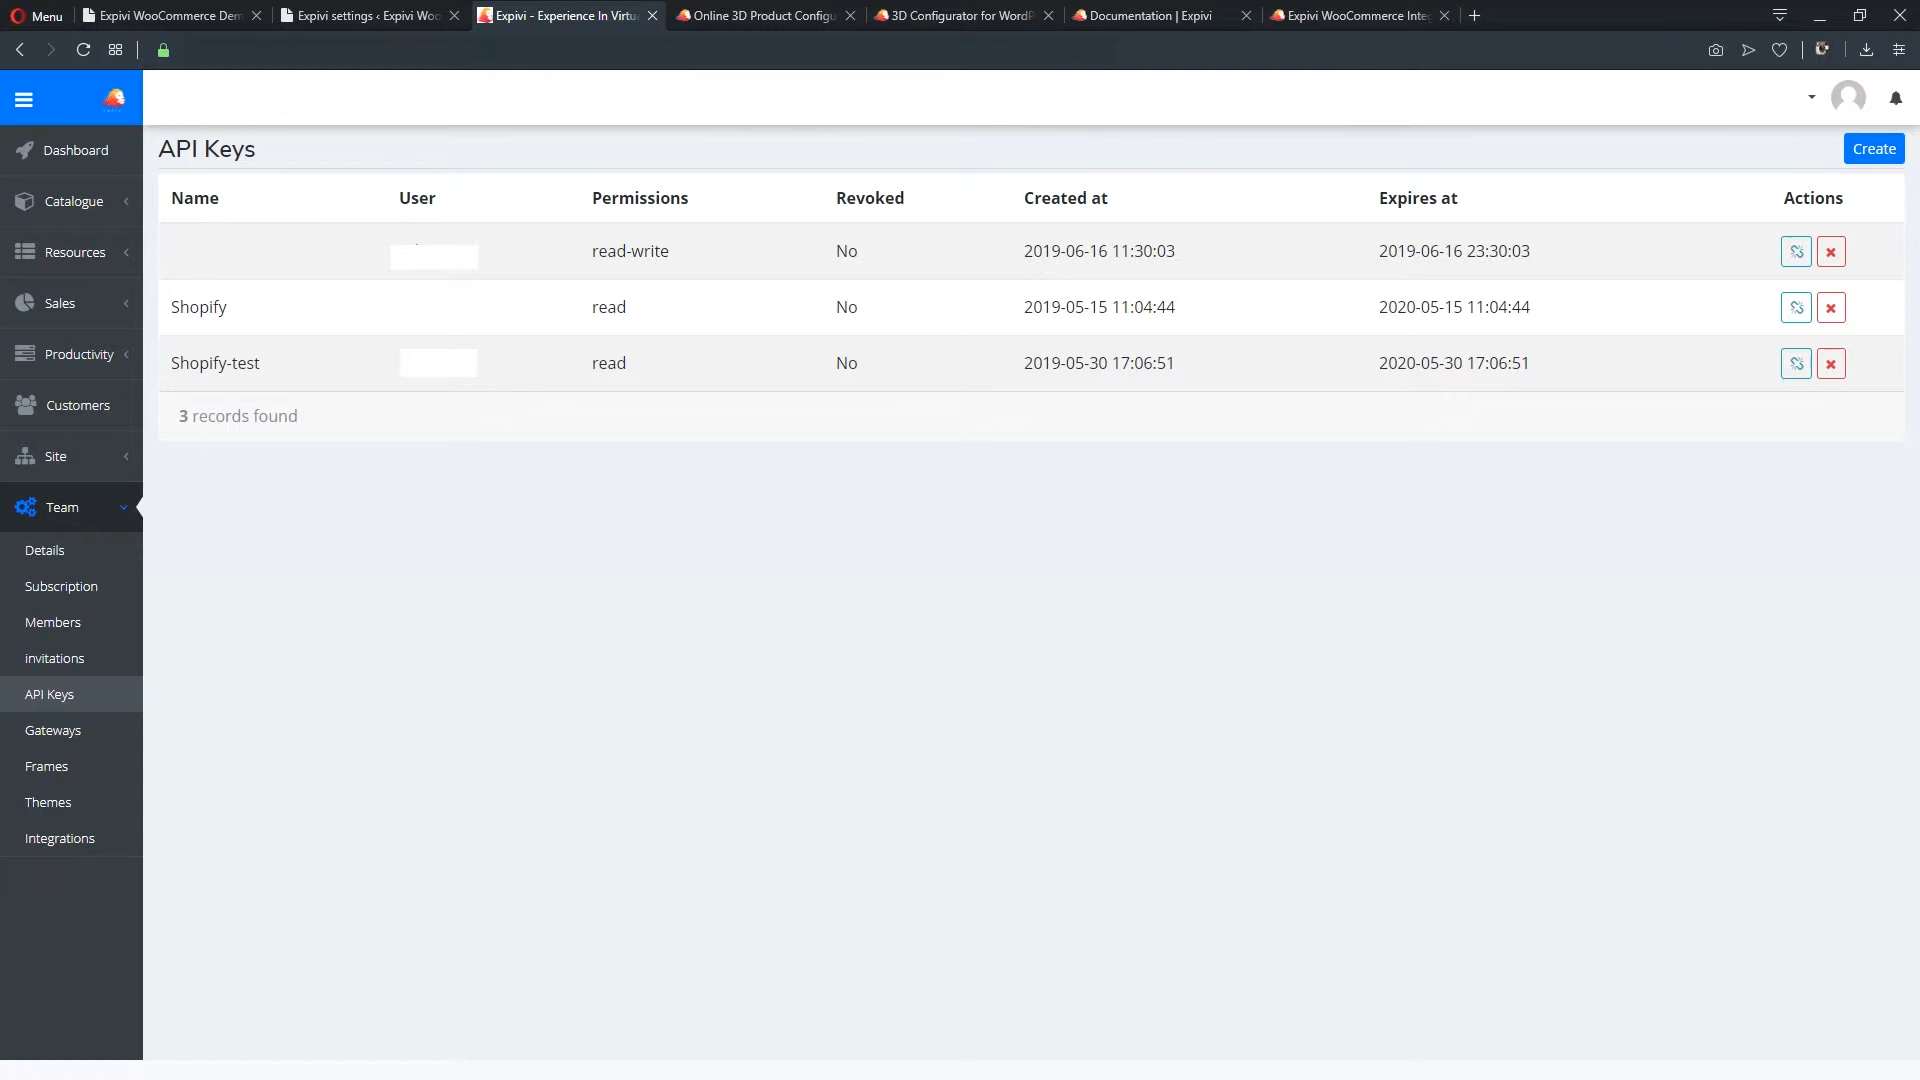 Menu
Expivi WooCommerce Dem
Expivi settings ‹ Expivi Woo
Expivi - Experience In Virtu
Online 3D Product Configu
3D Configurator for WordP
Documentation | Expivi
Expivi WooCommerce Inte
API Keys
Create
Name User Permissions Revoked Created at Expires at Actions
read-write No 2019-06-16 11:30:03 2019-06-16 23:30:03
Shopify read No 2019-05-15 11:04:44 2020-05-15 11:04:44
Shopify-test read No 2019-05-30 17:06:51 2020-05-30 17:06:51
3 records found
Dashboard
Catalogue
Resources
Sales
Productivity
Customers
Site
Team
Details
Subscription
Members
invitations
API Keys
Gateways
Frames
Themes
Integrations